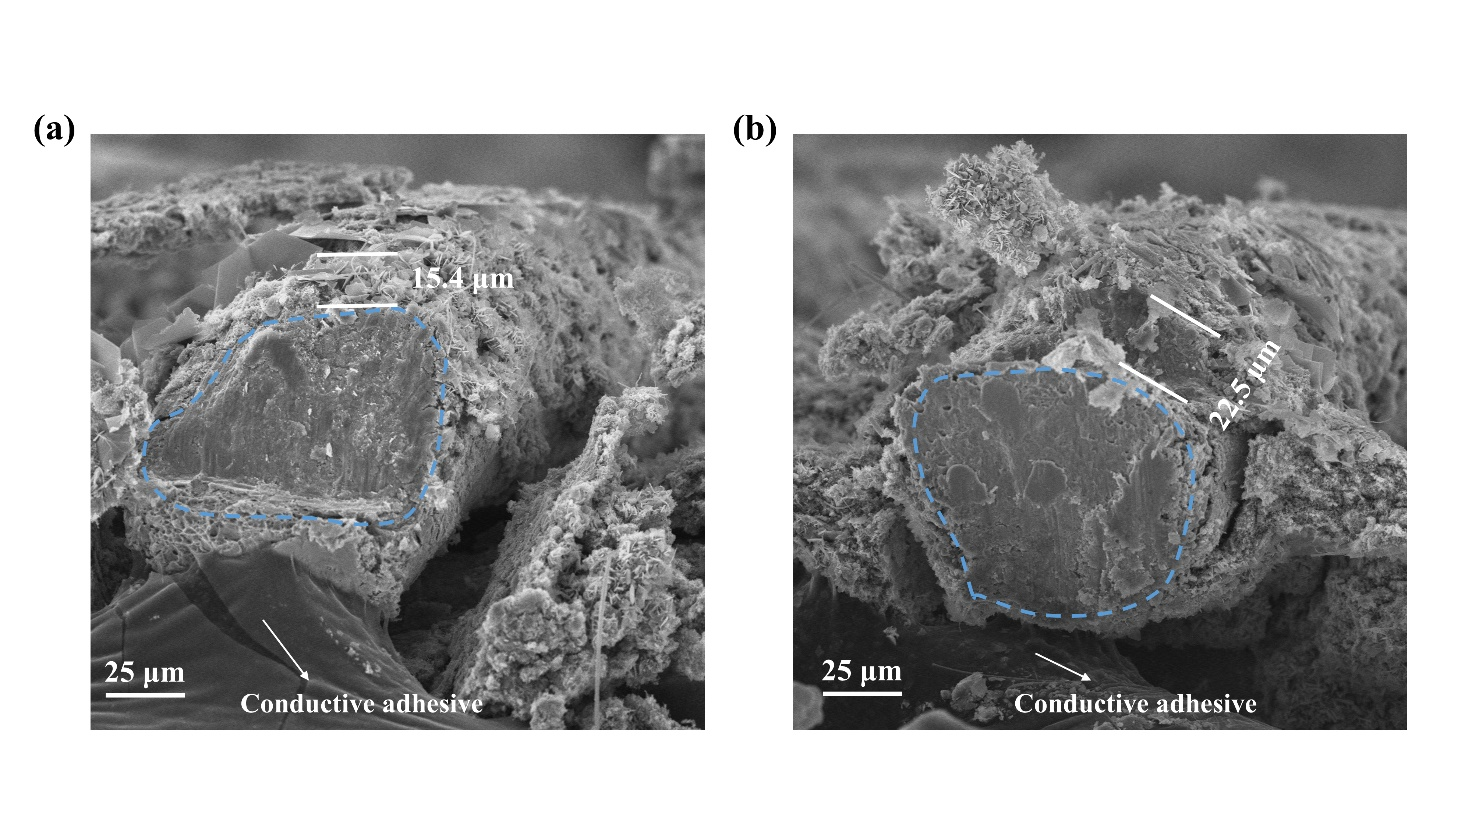 (a)
15.4 μm
25 μm
Conductive adhesive
(b)
22.5 μm
25 μm
Conductive adhesive